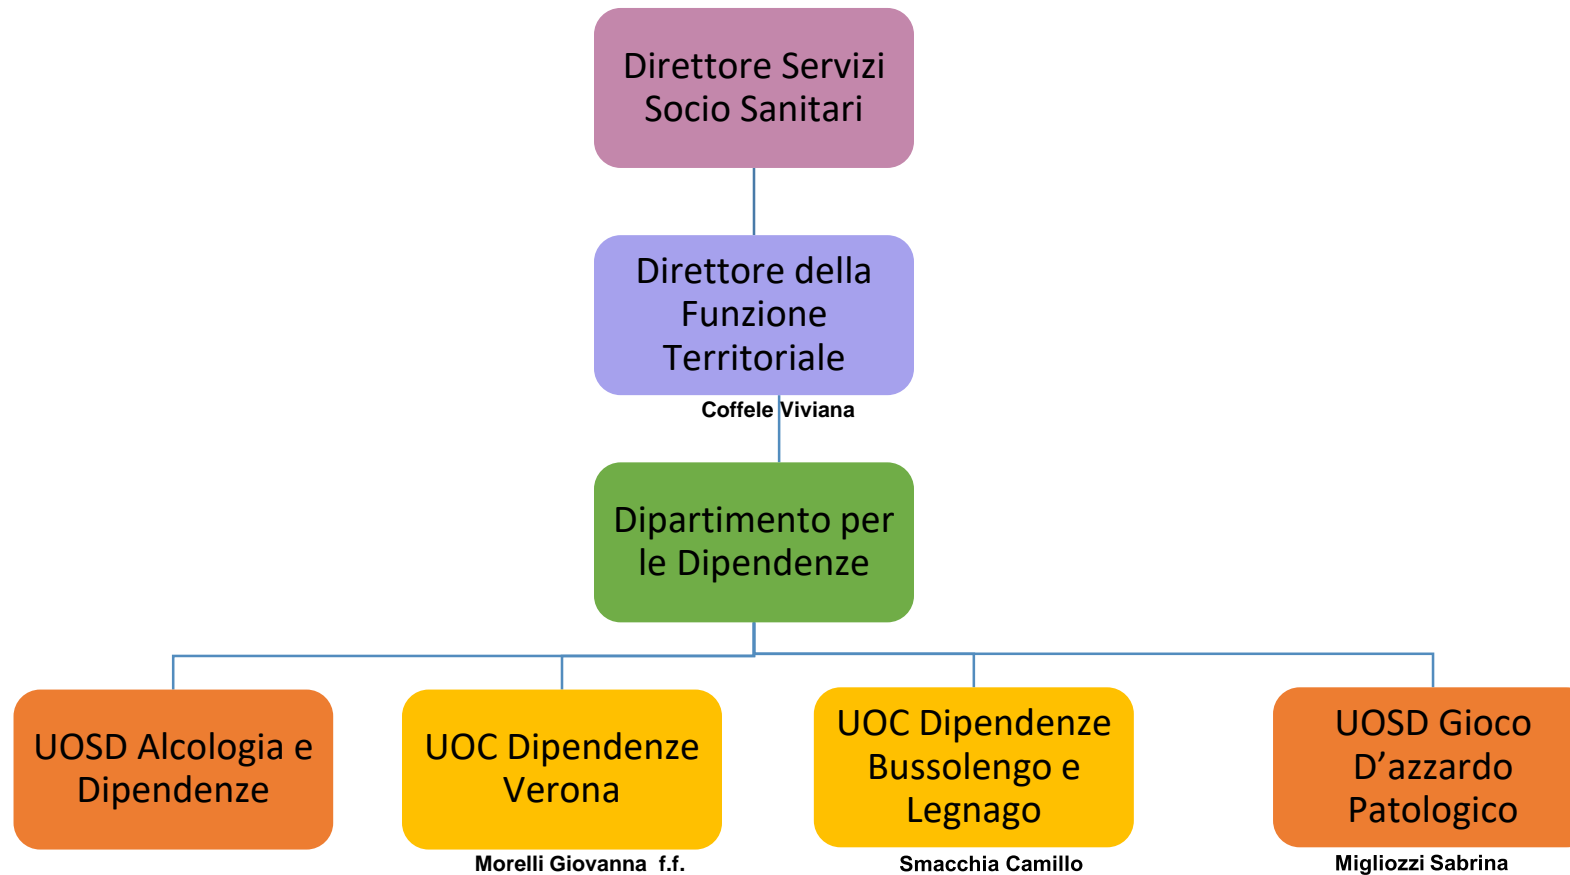 Direttore Servizi
Socio Sanitari
Direttore della
Funzione
Territoriale
Coffele Viviana
Dipartimento per
le Dipendenze
UOSD Alcologia e
Dipendenze
UOC Dipendenze
Verona
Morelli Giovanna f.f.
UOC Dipendenze
Bussolengo e
Legnago
Smacchia Camillo
UOSD Gioco
D’azzardo
Patologico
Migliozzi Sabrina